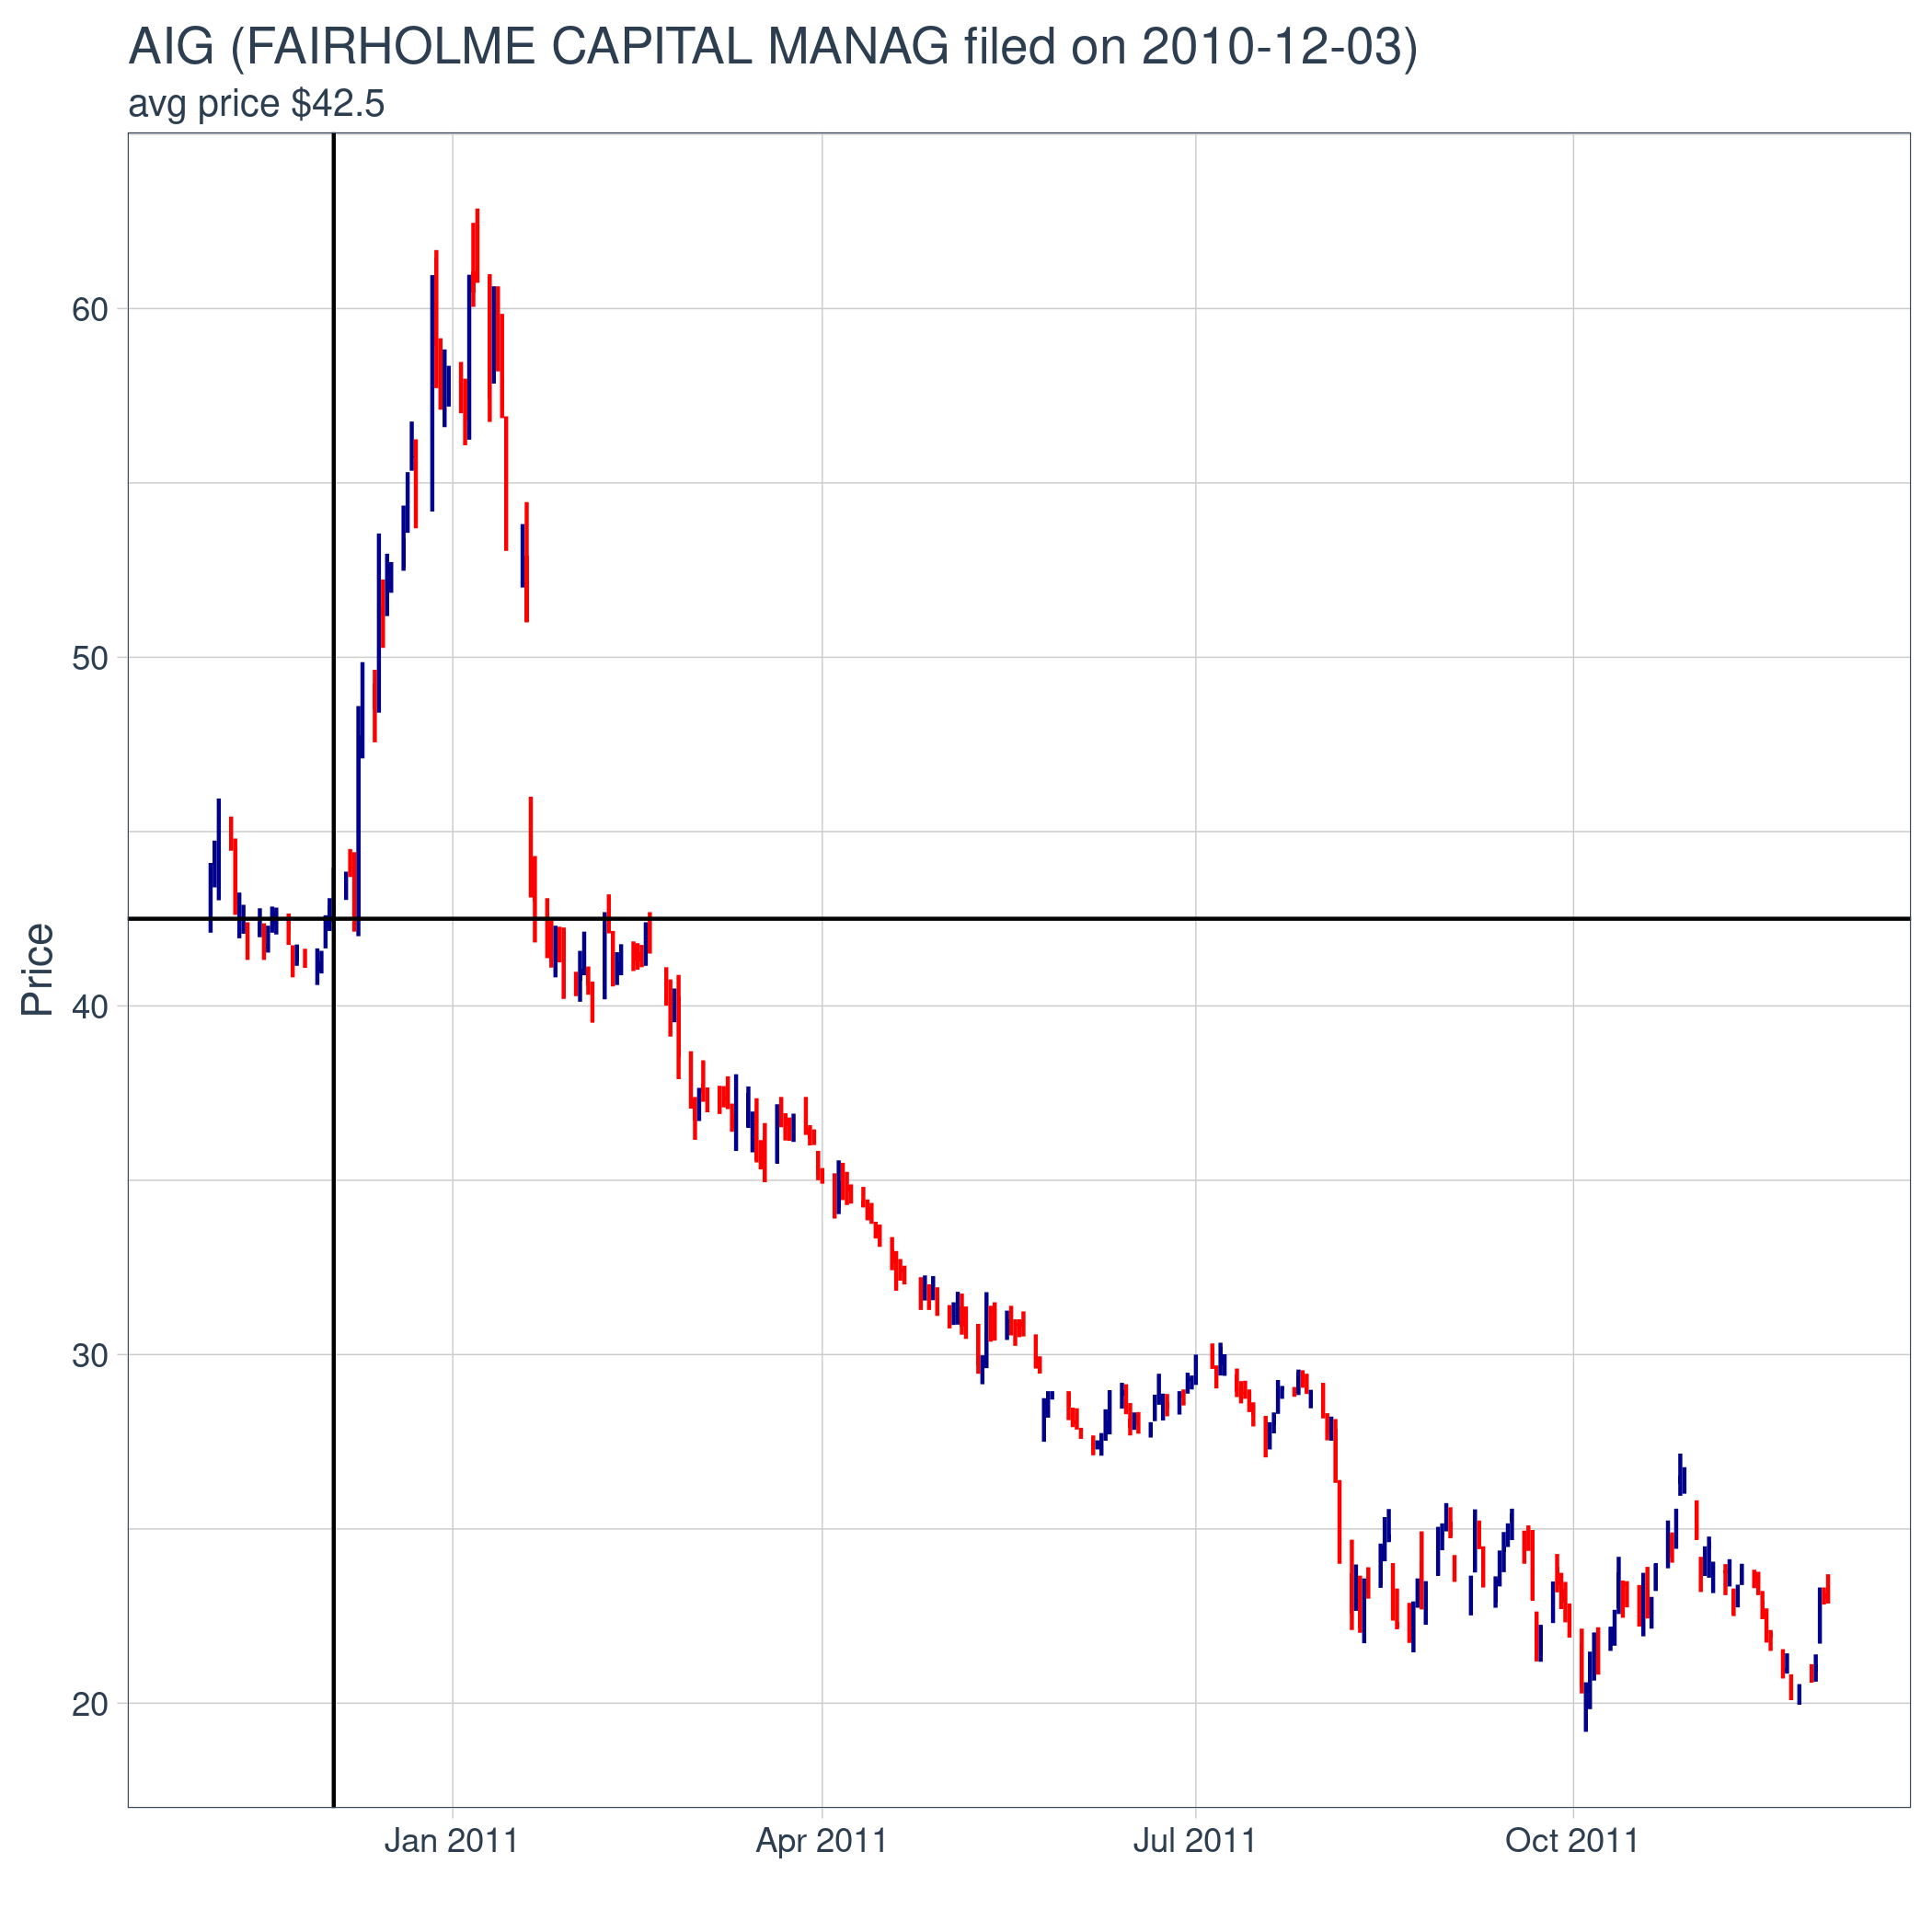 AIG (FAIRHOLME CAPITAL MANAG filed on 2010-12-03)
avg price $42.5
Price
60
50
40
30
20
Jan 2011
Apr 2011
Jul 2011
Oct 2011